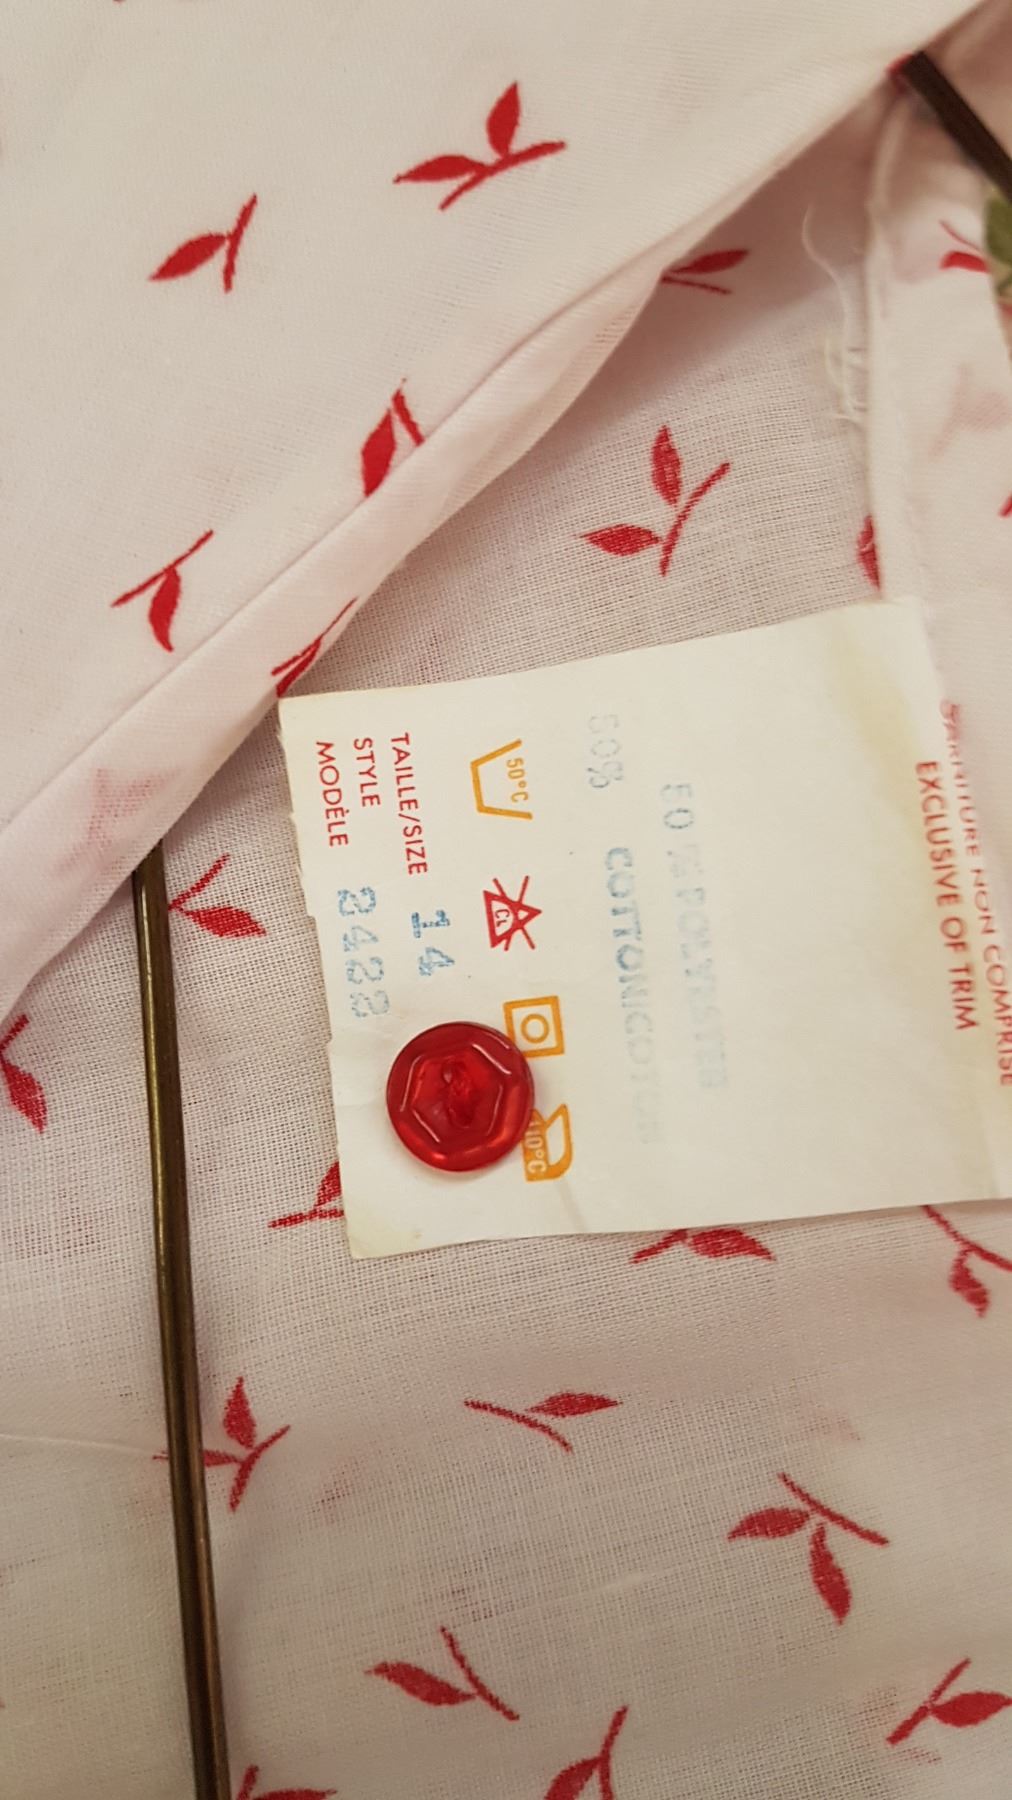 GARNITURE NON COMPRISE
EXCLUSIVE OF TRIM
50 % POLYESTER
50% COTTON/COTON
50°C CL 110°C
TAILLE/SIZE 14
STYLE
MODÈLE 2488